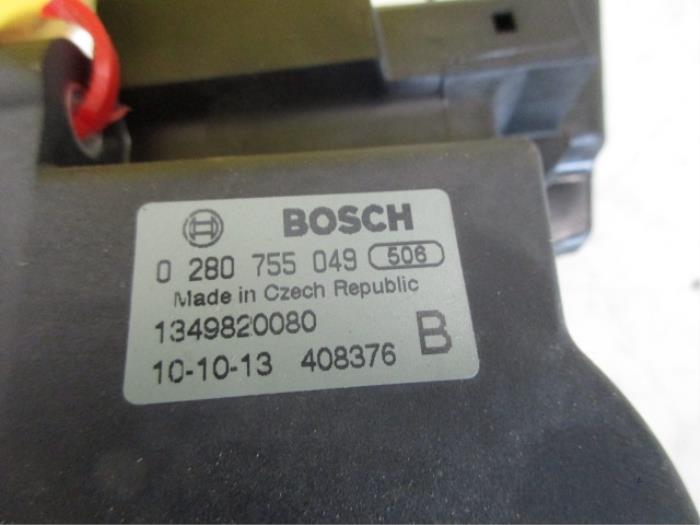 BOSCH
0 280 755 049 506
Made in Czech Republic
1349820080
B
10-10-13 408376